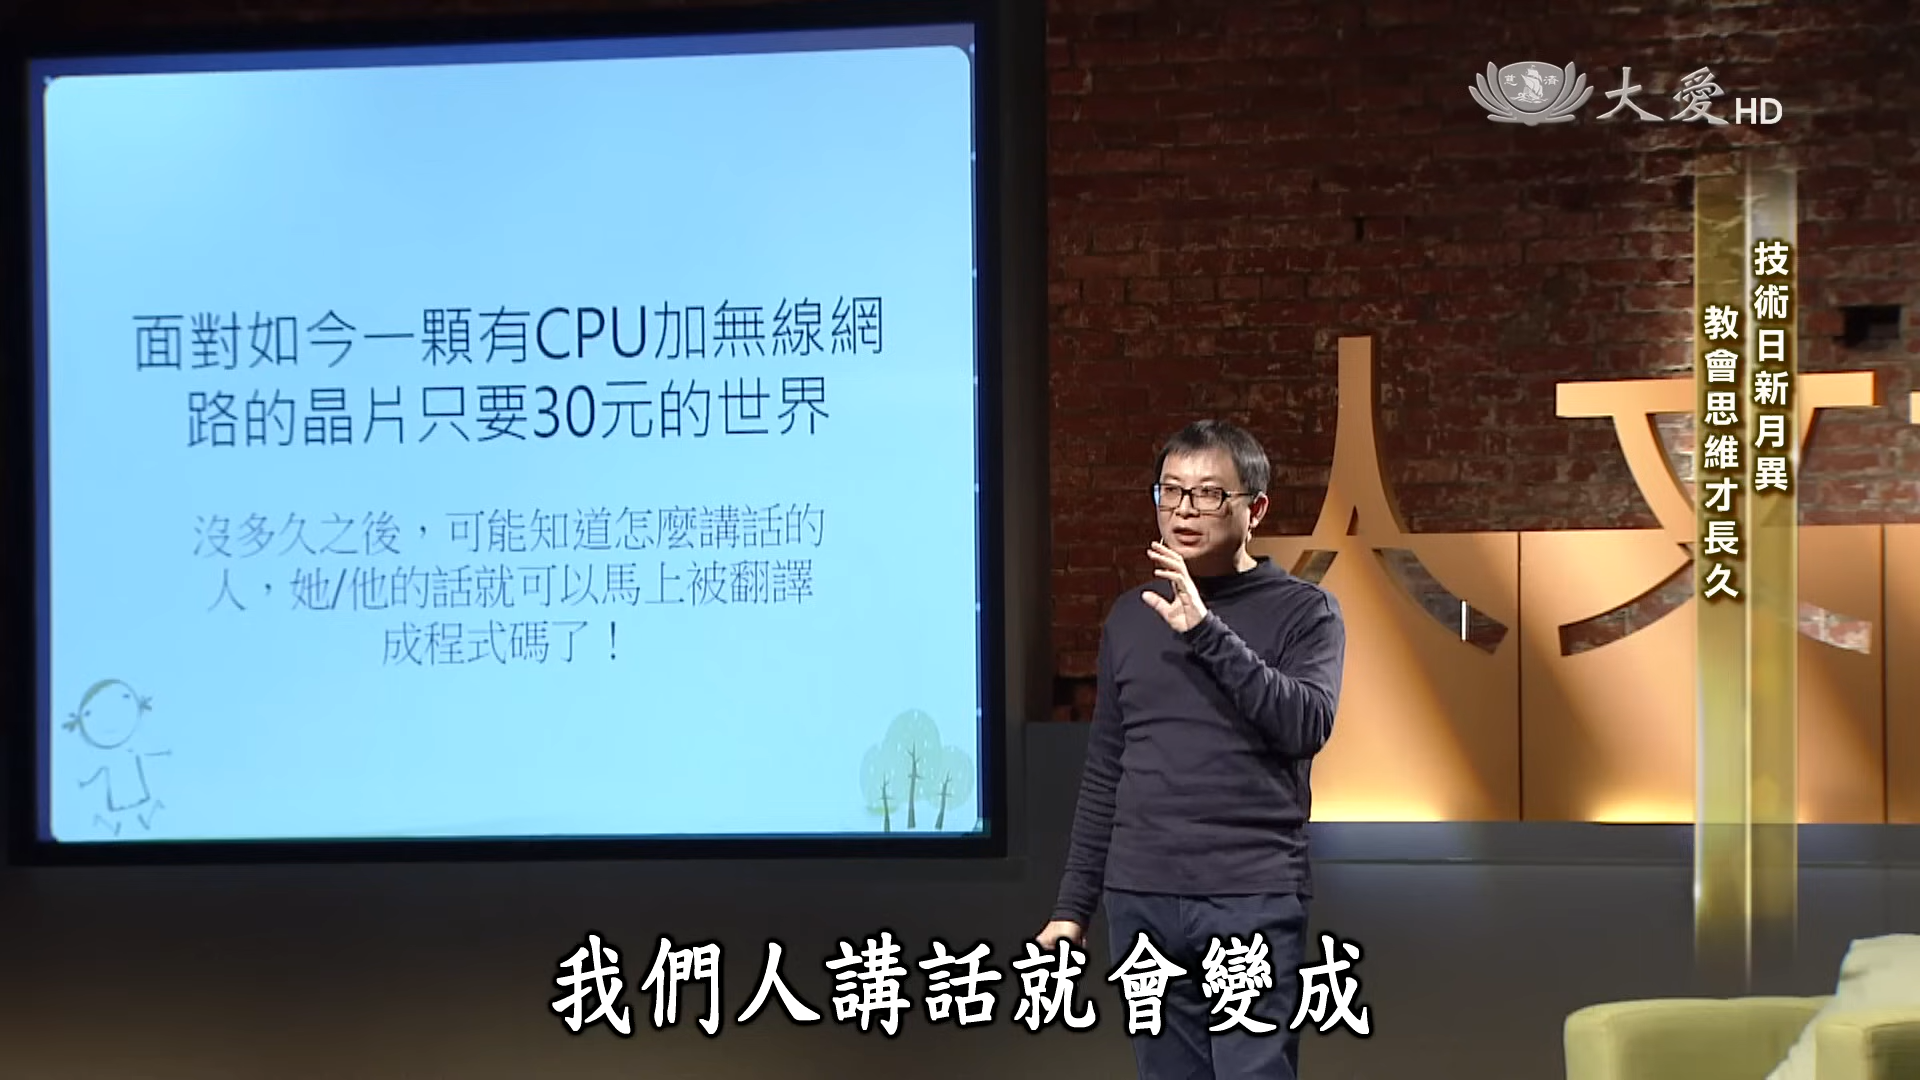 面對如今一顆有CPU加無線網
路的晶片只要30元的世界
沒多久之後，可能知道怎麼講話的
人，她/他的話就可以馬上被翻譯
成程式碼了！
慈濟
大愛HD
技術日新月異
教會思維才長久
人文
我們人講話就會變成